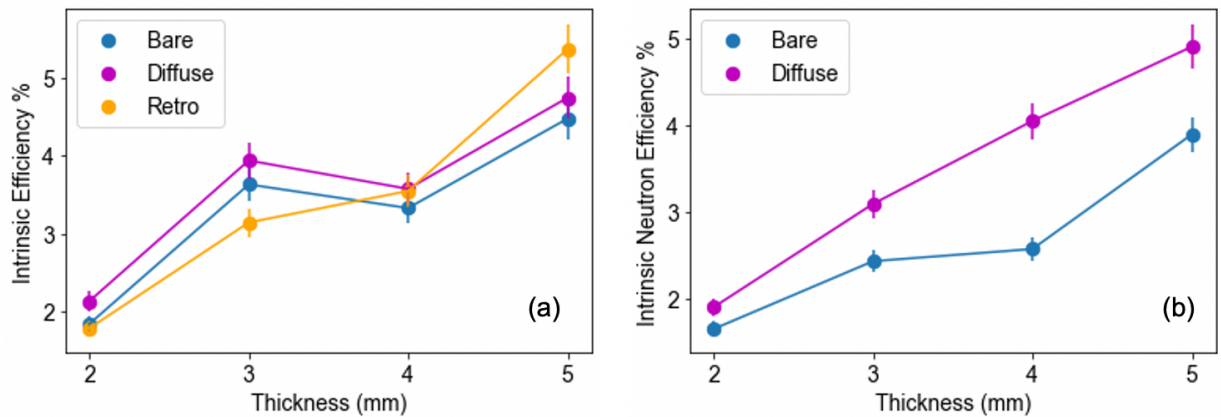 Bare
Diffuse
Retro
5
4
3
2
Intrinsic Efficiency %
(a)
2 3 4 5
Thickness (mm)
Bare
Diffuse
5
4
3
2
Intrinsic Neutron Efficiency %
(b)
2 3 4 5
Thickness (mm)